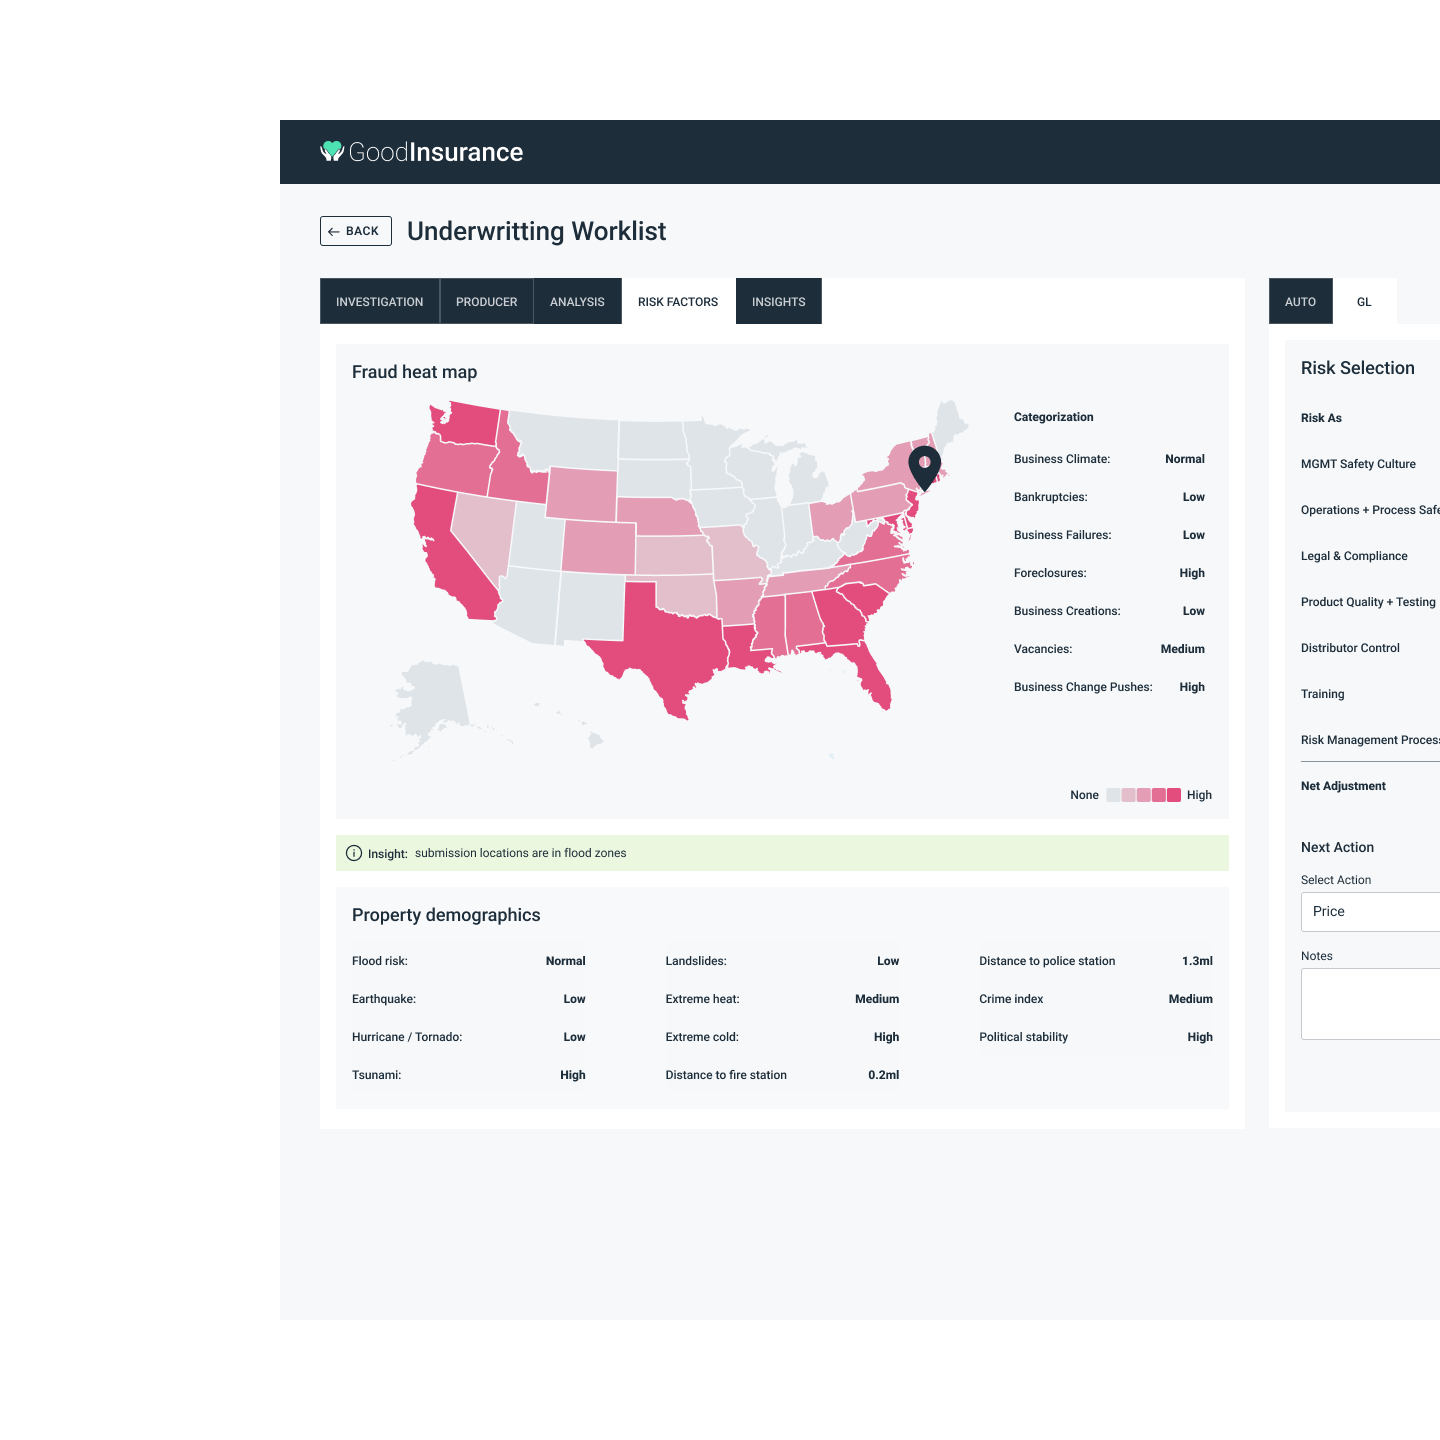 GoodInsurance
BACK
Underwritting Worklist
INVESTIGATION
PRODUCER
ANALYSIS
RISK FACTORS
INSIGHTS
Fraud heat map
Categorization
Business Climate: Normal
Bankruptcies: Low
Business Failures: Low
Foreclosures: High
Business Creations: Low
Vacancies: Medium
Business Change Pushes: High
None
High
Insight: submission locations are in flood zones
Property demographics
Flood risk: Normal
Earthquake: Low
Hurricane / Tornado: Low
Tsunami: High
Landslides: Low
Extreme heat: Medium
Extreme cold: High
Distance to fire station 0.2ml
Distance to police station 1.3ml
Crime index Medium
Political stability High
AUTO
GL
Risk Selection
Risk As
MGMT Safety Culture
Operations + Process Safe
Legal & Compliance
Product Quality + Testing
Distributor Control
Training
Risk Management Process
Net Adjustment
Next Action
Select Action
Price
Notes